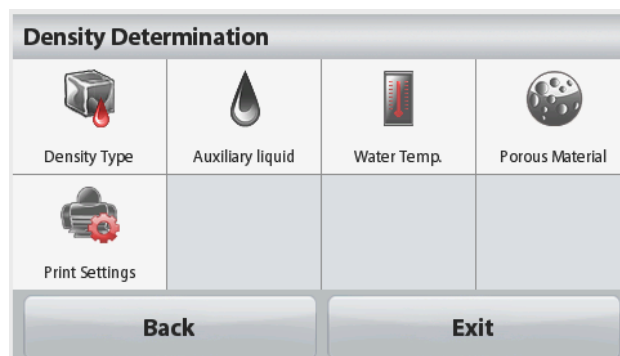 Density Determination
Density Type
Auxiliary liquid
Water Temp.
Porous Material
Print Settings
Back
Exit